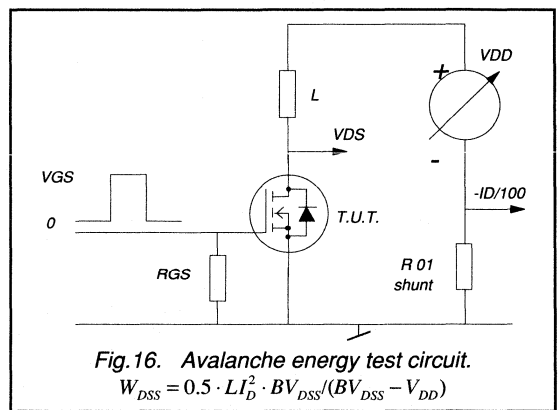 VDD
+
L
VDS
-
VGS
-ID/100
0
T.U.T.
RGS
R 01
shunt
Fig.16. Avalanche energy test circuit.
W_DSS = 0.5 · LI_D^2 · BV_DSS/(BV_DSS − V_DD)